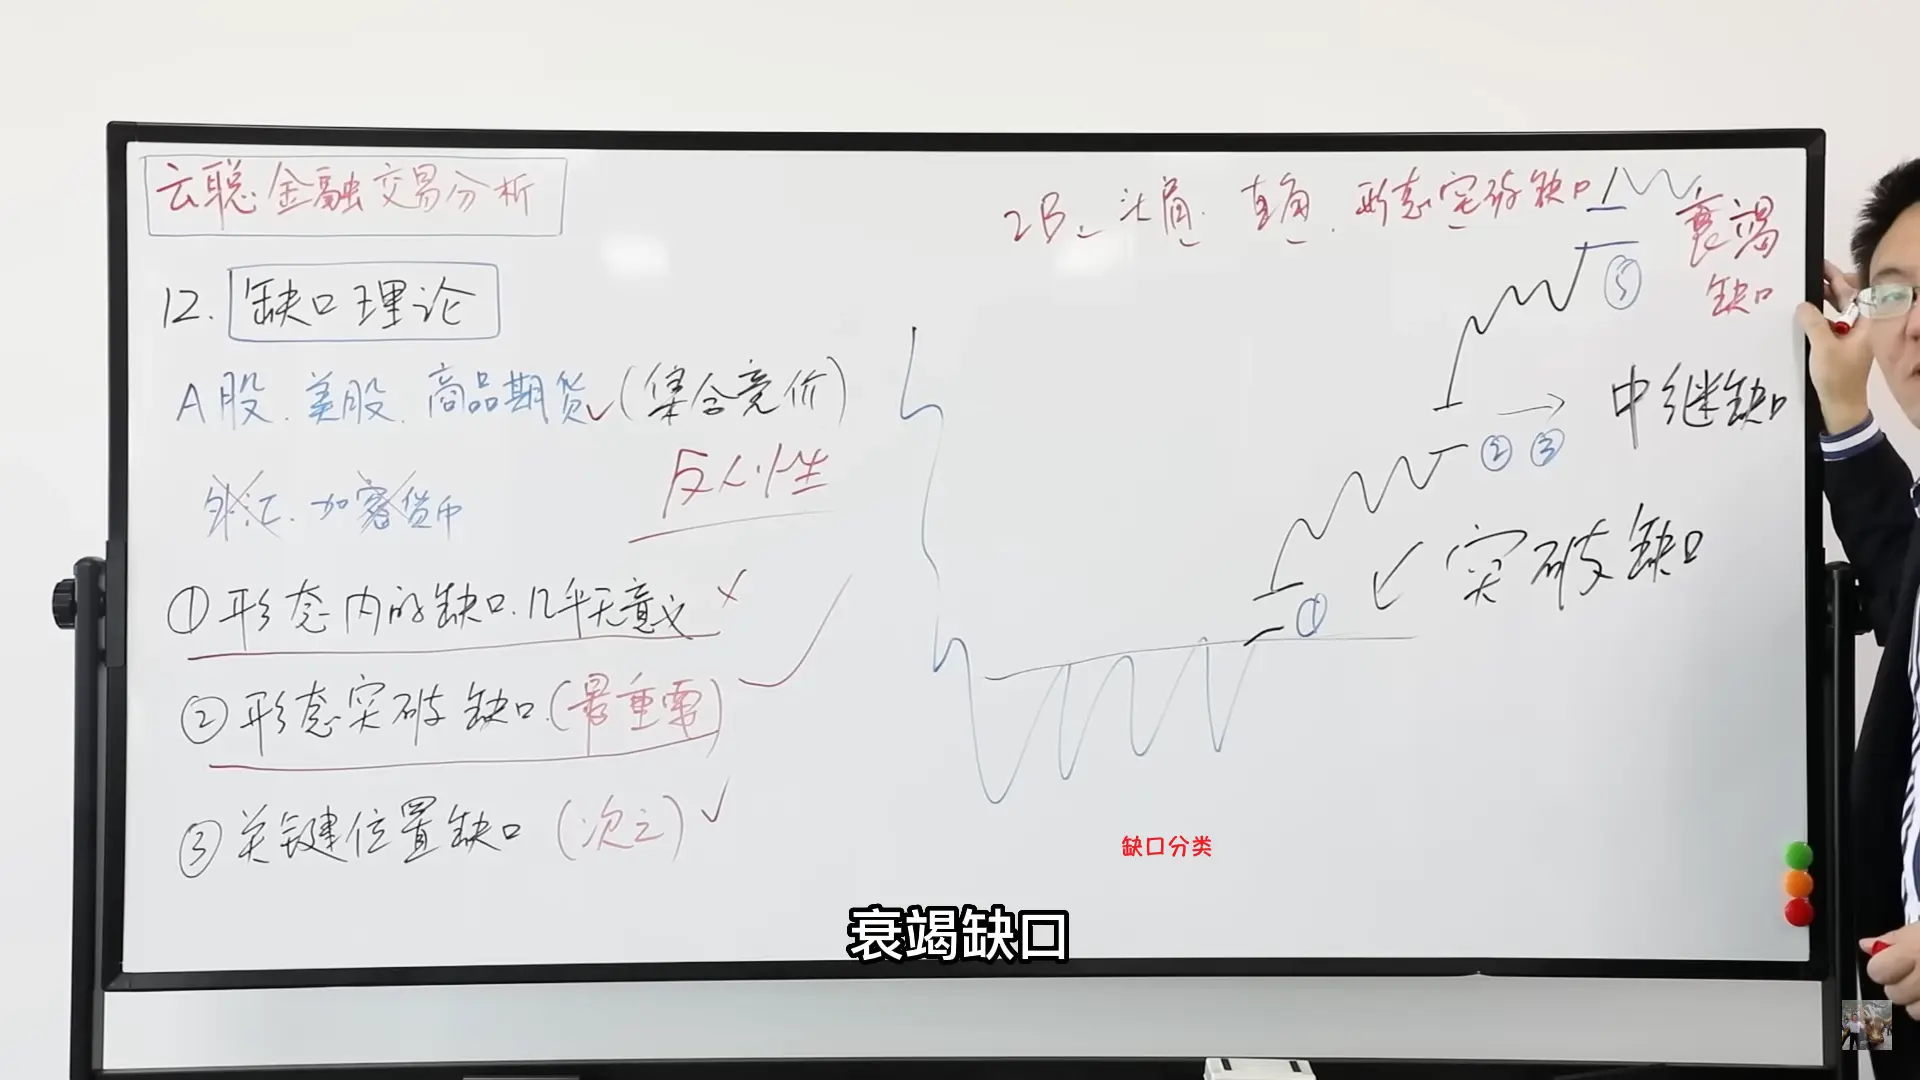 云聪金融交易分析
12. 缺口理论
A股、美股、商品期货(集合竞价)
反人性
外汇、加密货币
①形态内的缺口、几乎无意义 ×
②形态突破缺口(最重要)
③关键位置缺口(次之)✓
2B、头肩、直角、形态突破缺口
衰竭
缺口
⑤
② ③ 中继缺口
① 突破缺口
缺口分类
衰竭缺口